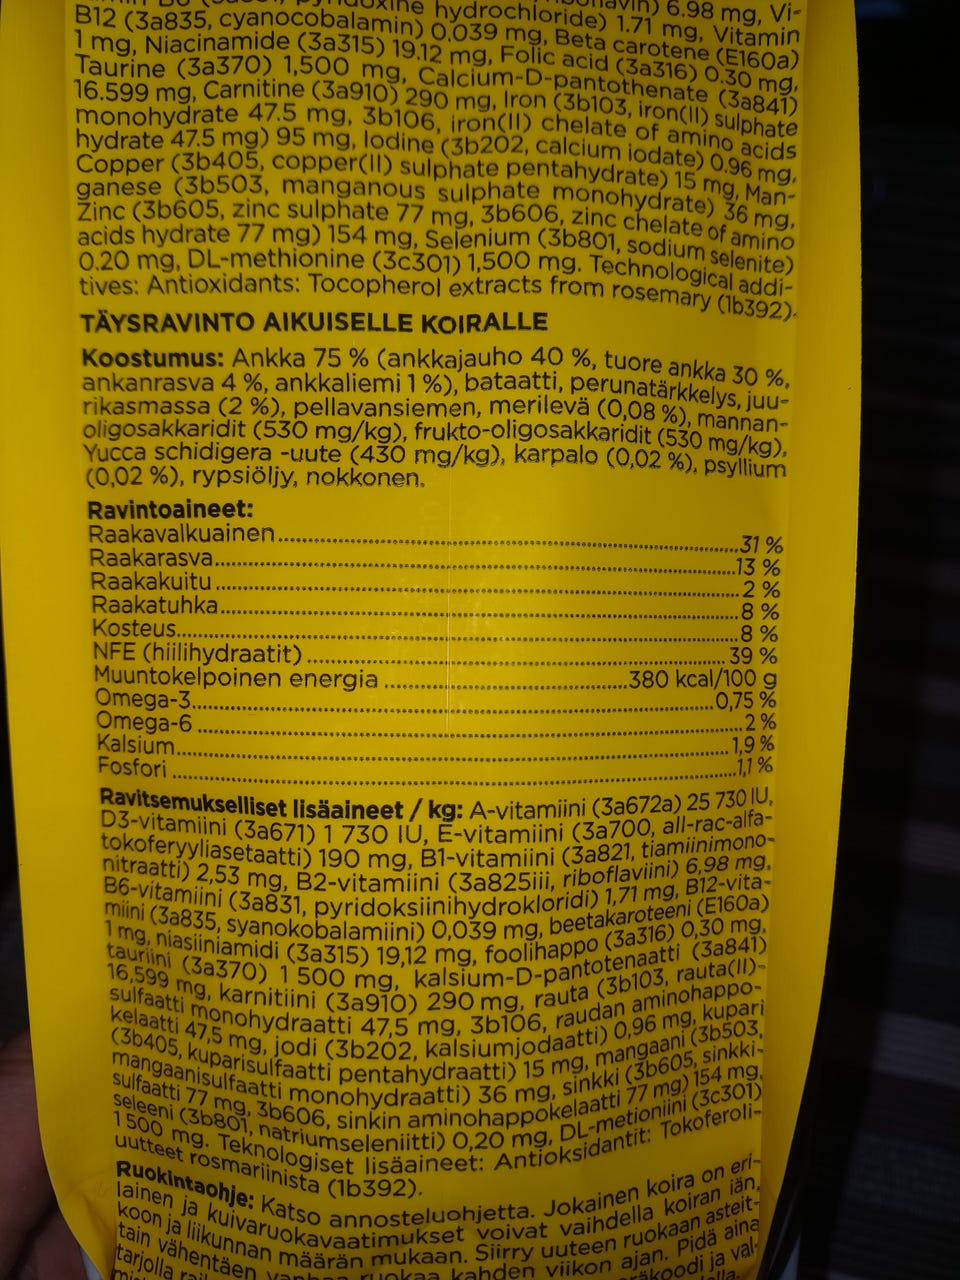 hydrochloride) 1.71 mg, Vitamin
B12 (3a835, cyanocobalamin) 0.039 mg, Beta carotene (E160a)
1 mg, Niacinamide (3a315) 19.12 mg, Folic acid (3a316) 0.30 mg,
Taurine (3a370) 1,500 mg, Calcium-D-pantothenate (3a841)
16.599 mg, Carnitine (3a910) 290 mg, Iron (3b103, iron(II) sulphate
monohydrate 47.5 mg, 3b106, iron(II) chelate of amino acids
hydrate 47.5 mg) 95 mg, Iodine (3b202, calcium iodate) 0.96 mg,
Copper (3b405, copper(II) sulphate pentahydrate) 15 mg, Man-
ganese (3b503, manganous sulphate monohydrate) 36 mg,
Zinc (3b605, zinc sulphate 77 mg, 3b606, zinc chelate of amino
acids hydrate 77 mg) 154 mg, Selenium (3b801, sodium selenite)
0.20 mg, DL-methionine (3c301) 1,500 mg. Technological addi-
tives: Antioxidants: Tocopherol extracts from rosemary (1b392).
TÄYSRAVINTO AIKUISELLE KOIRALLE
Koostumus: Ankka 75 % (ankkajauho 40 %, tuore ankka 30 %,
ankanrasva 4 %, ankkaliemi 1 %), bataatti, perunatärkkelys, juu-
rikasmassa (2 %), pellavansiemen, merilevä (0,08 %), mannan-
oligosakkaridit (530 mg/kg), frukto-oligosakkaridit (530 mg/kg),
Yucca schidigera -uute (430 mg/kg), karpalo (0,02 %), psyllium
(0,02 %), rypsiöljy, nokkonen.
Ravintoaineet:
Raakavalkuainen 31 %
Raakarasva 13 %
Raakakuitu 2 %
Raakatuhka 8 %
Kosteus 8 %
NFE (hiilihydraatit) 39 %
Muuntokelpoinen energia 380 kcal/100 g
Omega-3 0,75 %
Omega-6 2 %
Kalsium 1,9 %
Fosfori 1,1 %
Ravitsemukselliset lisäaineet / kg: A-vitamiini (3a672a) 25 730 IU,
D3-vitamiini (3a671) 1 730 IU, E-vitamiini (3a700, all-rac-alfa-
tokoferyyliasetaatti) 190 mg, B1-vitamiini (3a821, tiamiinimono-
nitraatti) 2,53 mg, B2-vitamiini (3a825iii, riboflaviini) 6,98 mg,
B6-vitamiini (3a831, pyridoksiinihydrokloridi) 1,71 mg, B12-vita-
miini (3a835, syanokobalamiini) 0,039 mg, beetakaroteeni (E160a)
1 mg, niasiiniamidi (3a315) 19,12 mg, foolihappo (3a316) 0,30 mg,
tauriini (3a370) 1 500 mg, kalsium-D-pantotenaatti (3a841)
16,599 mg, karnitiini (3a910) 290 mg, rauta (3b103, rauta(II)-
sulfaatti monohydraatti 47,5 mg, 3b106, raudan aminohappo-
kelaatti 47,5 mg, jodi (3b202, kalsiumjodaatti) 0,96 mg, kupari
(3b405, kuparisulfaatti pentahydraatti) 15 mg, mangaani (3b503,
mangaanisulfaatti monohydraatti) 36 mg, sinkki (3b605, sinkki-
sulfaatti 77 mg, 3b606, sinkin aminohappokelaatti 77 mg) 154 mg,
seleeni (3b801, natriumseleniitti) 0,20 mg, DL-metioniini (3c301)
1 500 mg. Teknologiset lisäaineet: Antioksidantit: Tokoferoli-
uutteet rosmariinista (1b392).
Ruokintaohje: Katso annosteluohjetta. Jokainen koira on eri-
lainen ja kuivaruokavaatimukset voivat vaihdella koiran iän,
koon ja liikunnan määrän mukaan. Siirry uuteen ruokaan asteit-
tain vähentäen vanhaa ruokaa kahden viikon ajan. Pidä aina
tarjolla